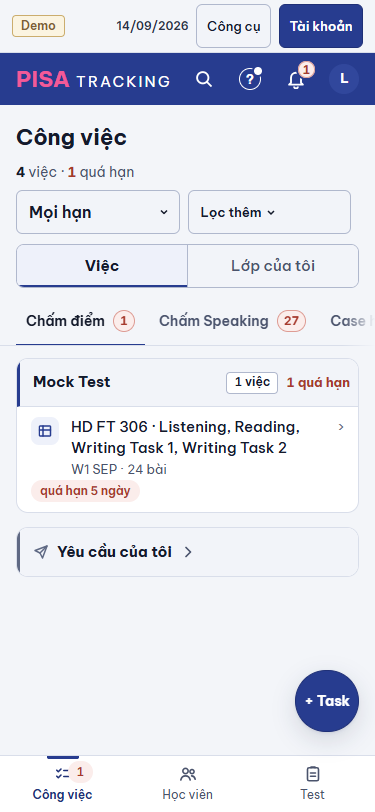 Demo
14/09/2026
Công cụ
Tài khoản
PISA TRACKING
?
1
L
Công việc
4 việc · 1 quá hạn
Mọi hạn
Lọc thêm
Việc
Lớp của tôi
Chấm điểm 1
Chấm Speaking 27
Case
Mock Test
1 việc
1 quá hạn
HD FT 306 · Listening, Reading,
Writing Task 1, Writing Task 2
W1 SEP · 24 bài
quá hạn 5 ngày
Yêu cầu của tôi
+ Task
1
Công việc
Học viên
Test